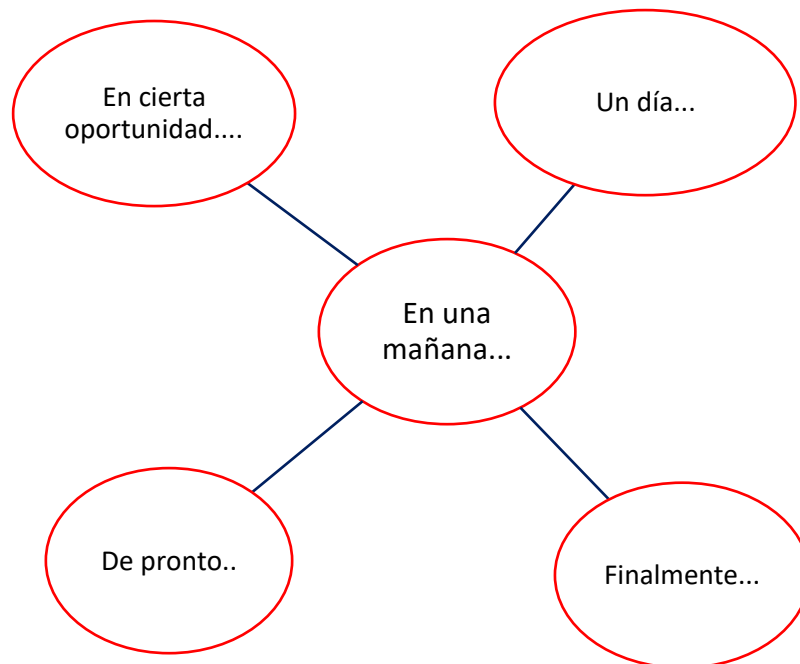 En cierta
oportunidad....
Un día...
En una
mañana...
De pronto..
Finalmente...